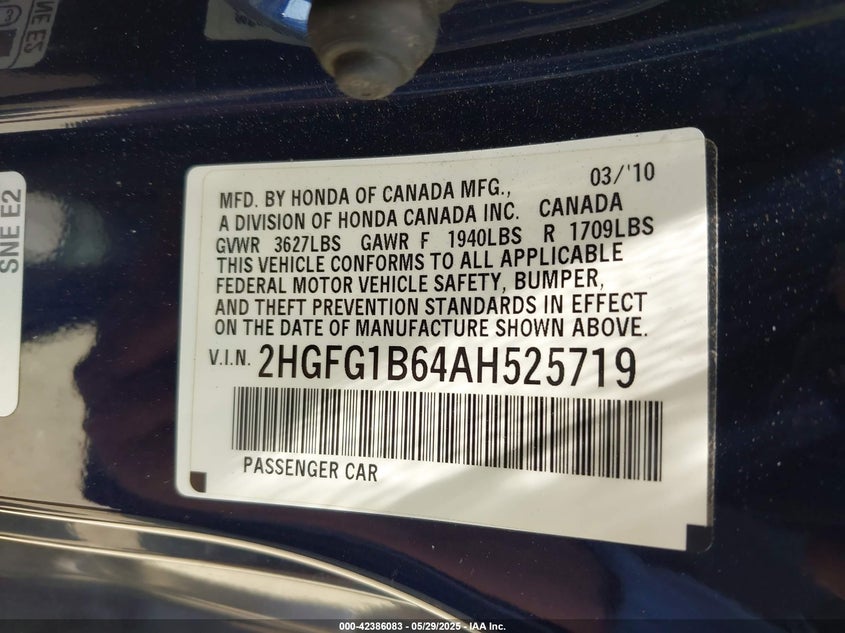 NE ES
SNE E2
03/'10
MFD. BY HONDA OF CANADA MFG.,
A DIVISION OF HONDA CANADA INC. CANADA
GVWR 3627LBS GAWR F 1940LBS R 1709LBS
THIS VEHICLE CONFORMS TO ALL APPLICABLE
FEDERAL MOTOR VEHICLE SAFETY, BUMPER,
AND THEFT PREVENTION STANDARDS IN EFFECT
ON THE DATE OF MANUFACTURE SHOWN ABOVE.
V.I.N. 2HGFG1B64AH525719
PASSENGER CAR
000-42386083 - 05/29/2025 - IAA Inc.